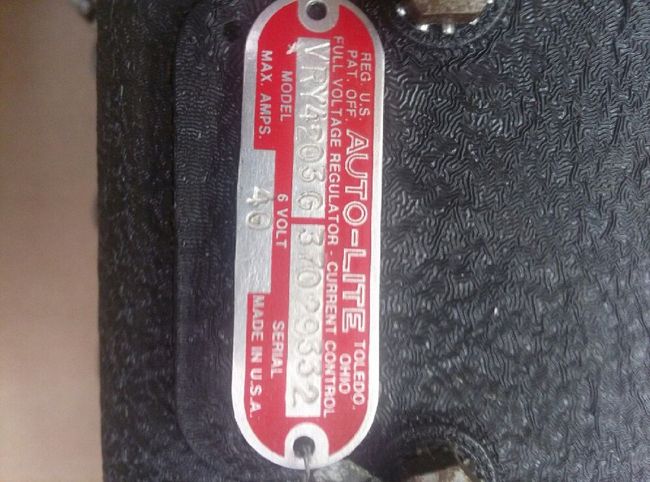 REG. U.S.
PAT. OFF. AUTO-LITE TOLEDO,
OHIO
FULL VOLTAGE REGULATOR - CURRENT CONTROL
VRY4203G 37029332
MODEL 6 VOLT SERIAL
MAX. AMPS. 40 MADE IN U.S.A.